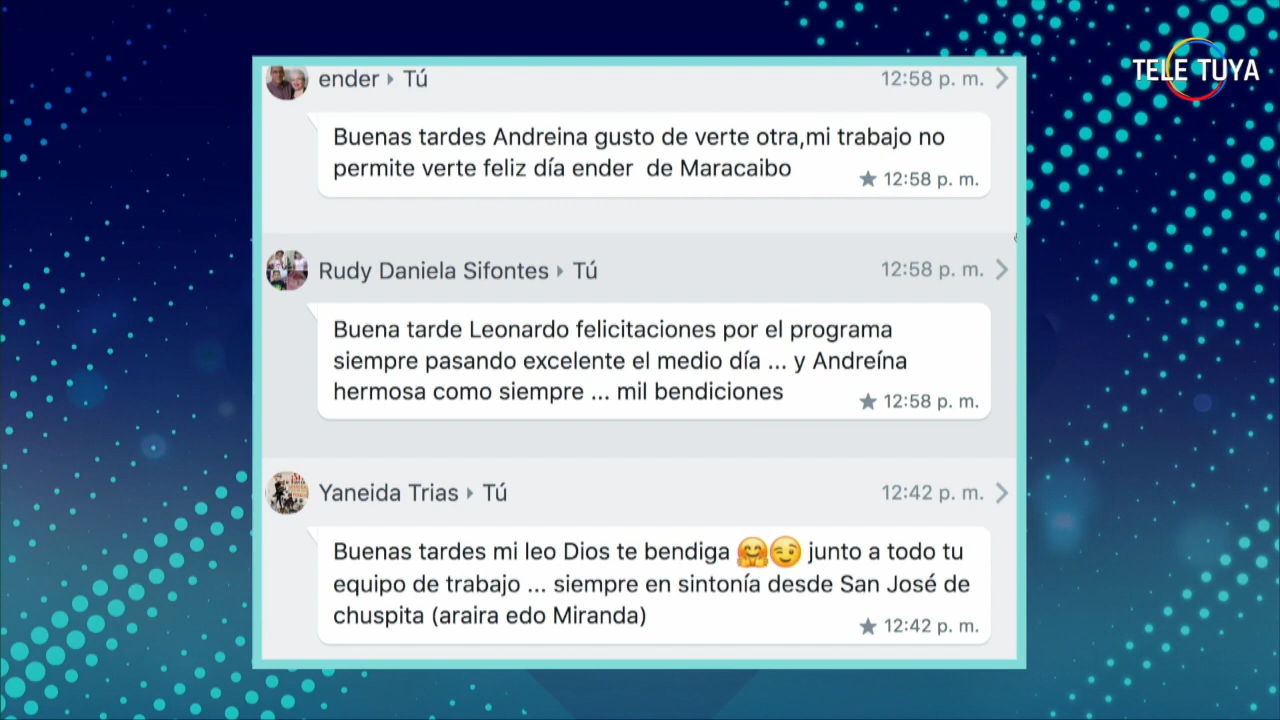 TELE TUYA
ender ▸ Tú 12:58 p. m.
Buenas tardes Andreina gusto de verte otra,mi trabajo no
permite verte feliz día ender  de Maracaibo
★ 12:58 p. m.
Rudy Daniela Sifontes ▸ Tú 12:58 p. m.
Buena tarde Leonardo felicitaciones por el programa
siempre pasando excelente el medio día ... y Andreína
hermosa como siempre ... mil bendiciones
★ 12:58 p. m.
Yaneida Trias ▸ Tú 12:42 p. m.
Buenas tardes mi leo Dios te bendiga 🤗😉 junto a todo tu
equipo de trabajo ... siempre en sintonía desde San José de
chuspita (araira edo Miranda)
★ 12:42 p. m.